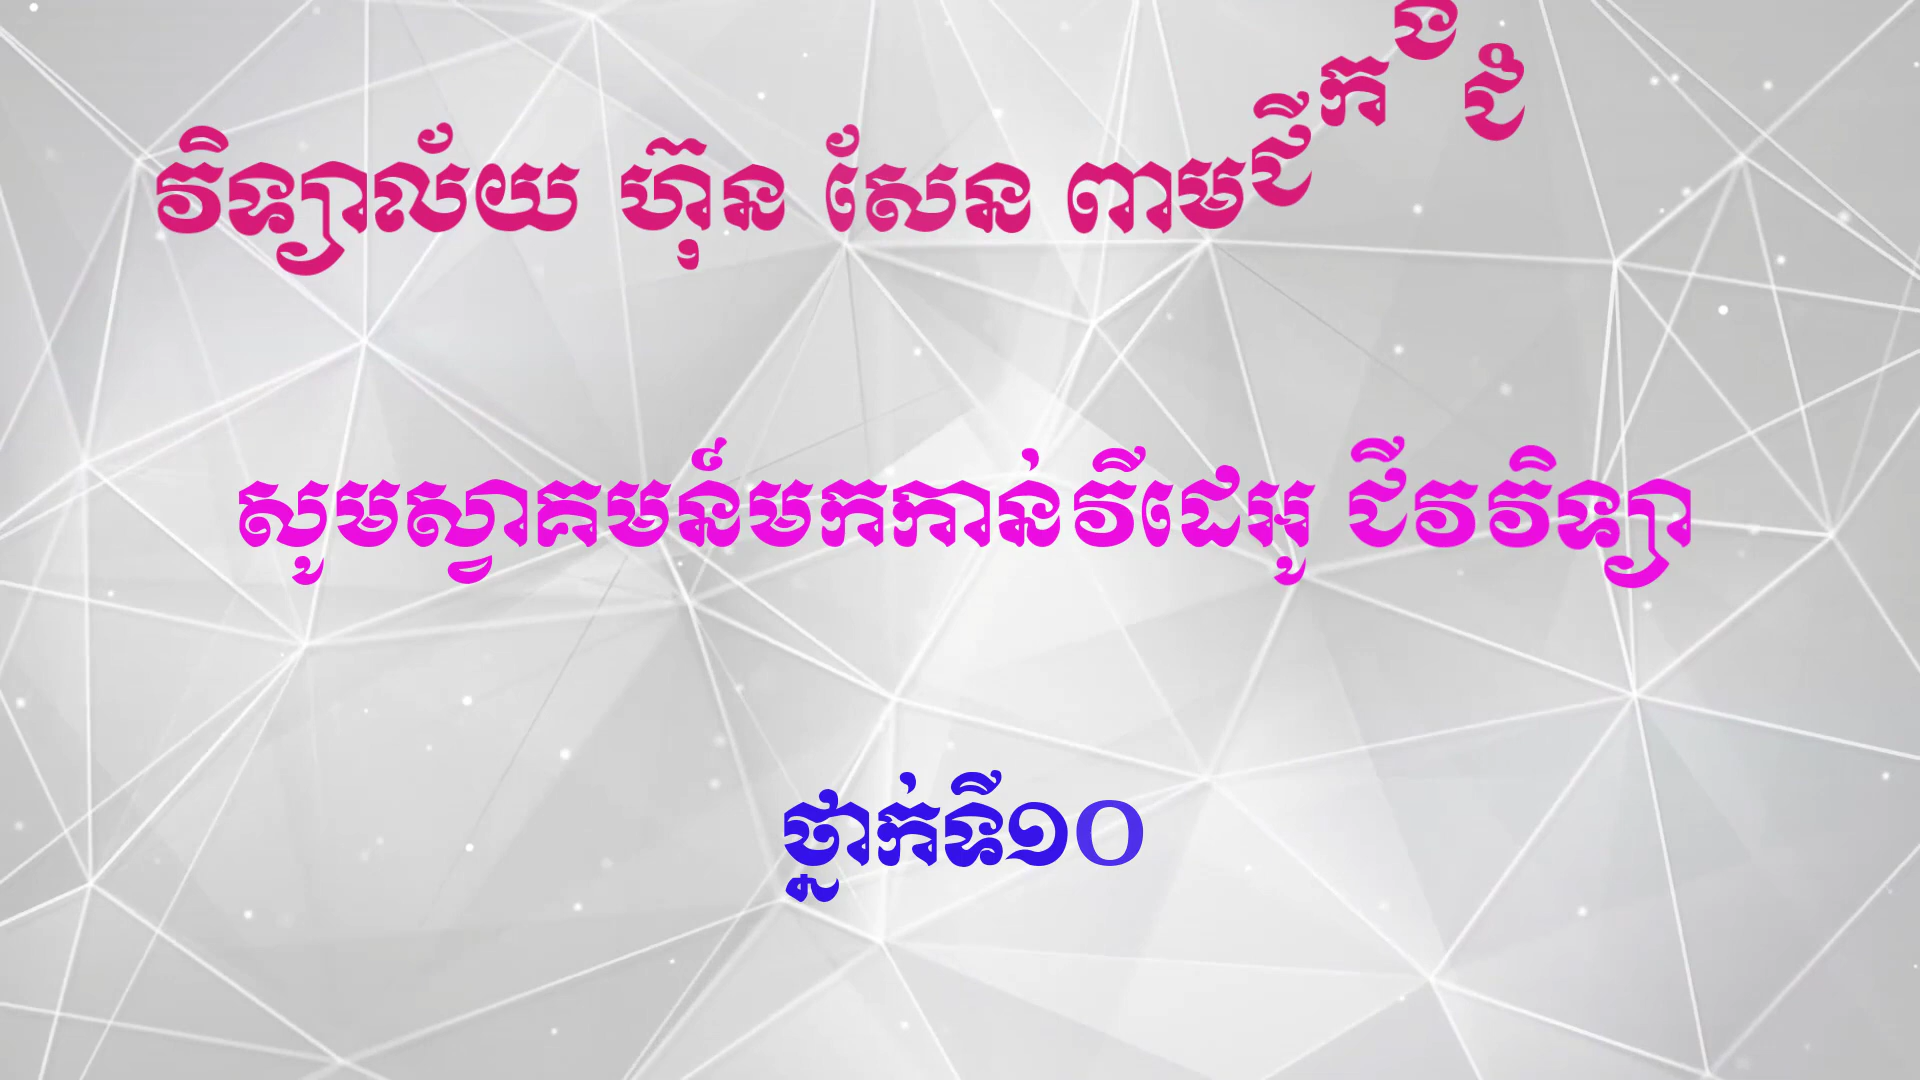 វិទ្យាល័យ ហ៊ុន សែន ពាមជីកងជំ
សូមស្វាគមន៍មកកាន់វីដេអូ ជីវវិទ្យា
ថ្នាក់ទី១០